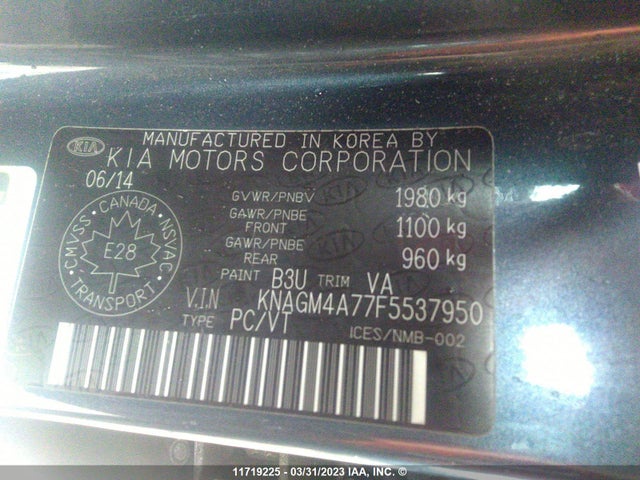 KIA
MANUFACTURED IN KOREA BY
KIA MOTORS CORPORATION
06/14
GVWR/PNBV 1980 kg
GAWR/PNBE FRONT 1100 kg
GAWR/PNBE REAR 960 kg
PAINT B3U TRIM VA
V.I.N KNAGM4A77F5537950
TYPE PC/VT
ICES/NMB-002
CMVSS · CANADA · NSVAC · TRANSPORT ·
E28
11719225 - 03/31/2023 IAA, INC. ©